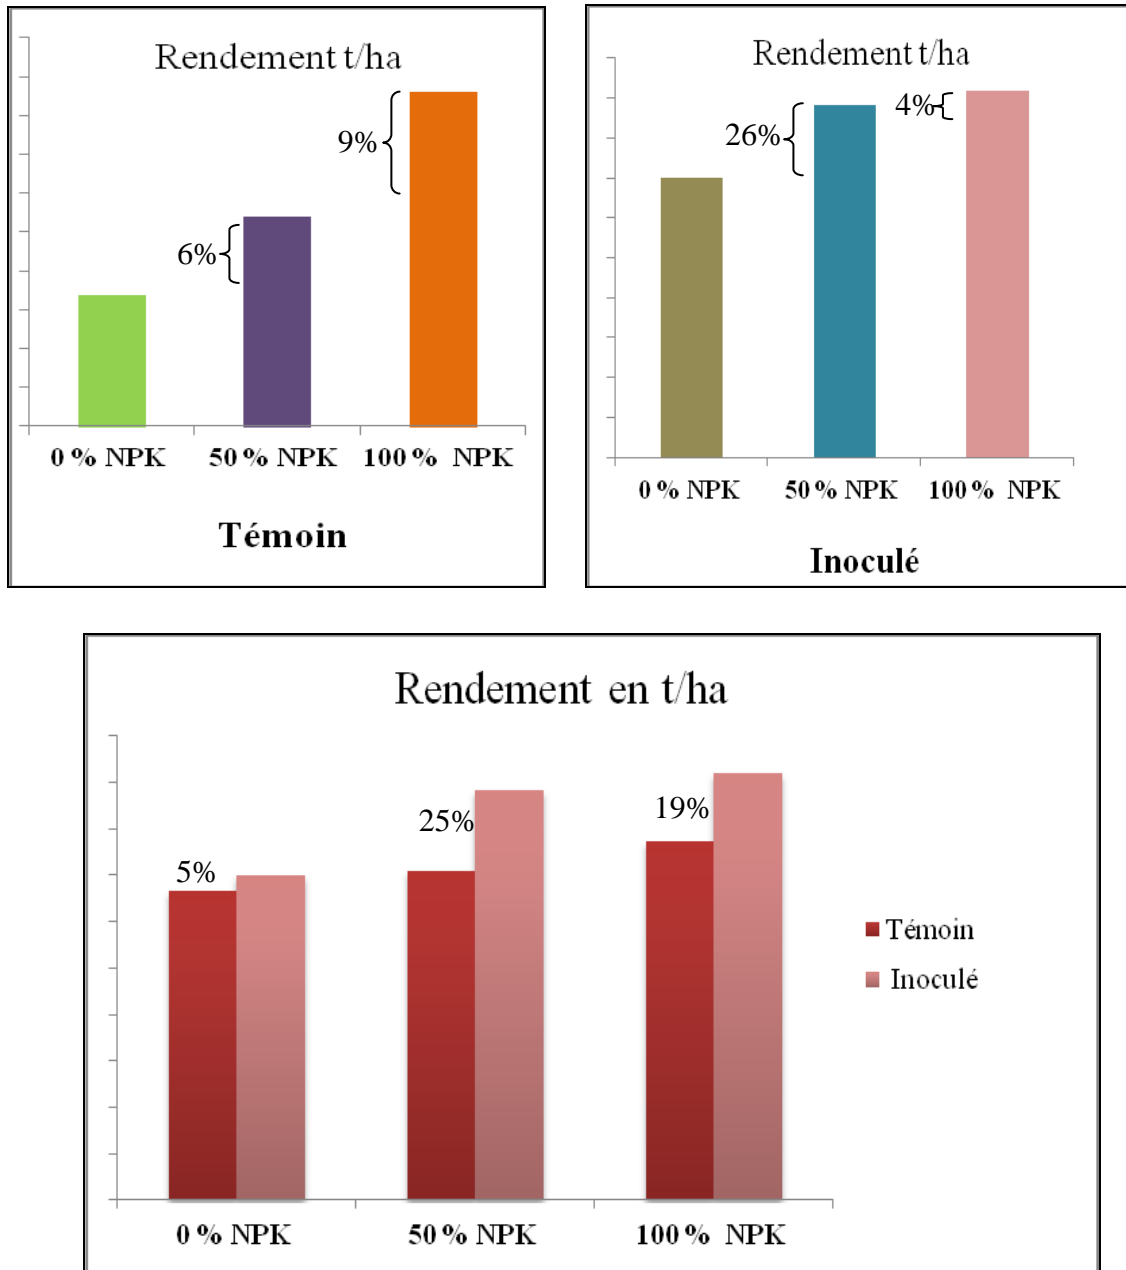 Rendement t/ha
9%
6%
0 % NPK 50 % NPK 100 % NPK
Témoin
Rendement t/ha
4%
26%
0 % NPK 50 % NPK 100 % NPK
Inoculé
Rendement en t/ha
5%
25%
19%
Témoin
Inoculé
0 % NPK 50 % NPK 100 % NPK